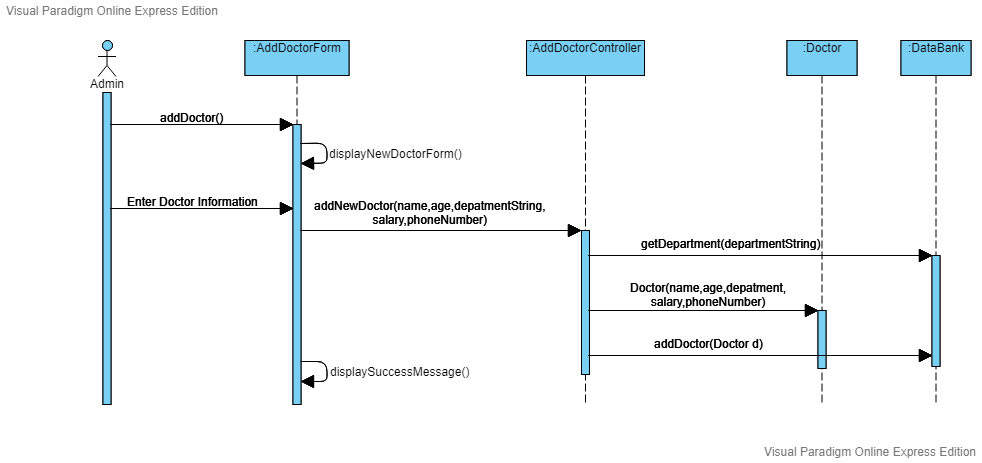 Visual Paradigm Online Express Edition
:AddDoctorForm
:AddDoctorController
:Doctor
:DataBank
Admin
addDoctor()
displayNewDoctorForm()
Enter Doctor Information
addNewDoctor(name,age,depatmentString,
salary,phoneNumber)
getDepartment(departmentString)
Doctor(name,age,depatment,
salary,phoneNumber)
addDoctor(Doctor d)
displaySuccessMessage()
Visual Paradigm Online Express Edition